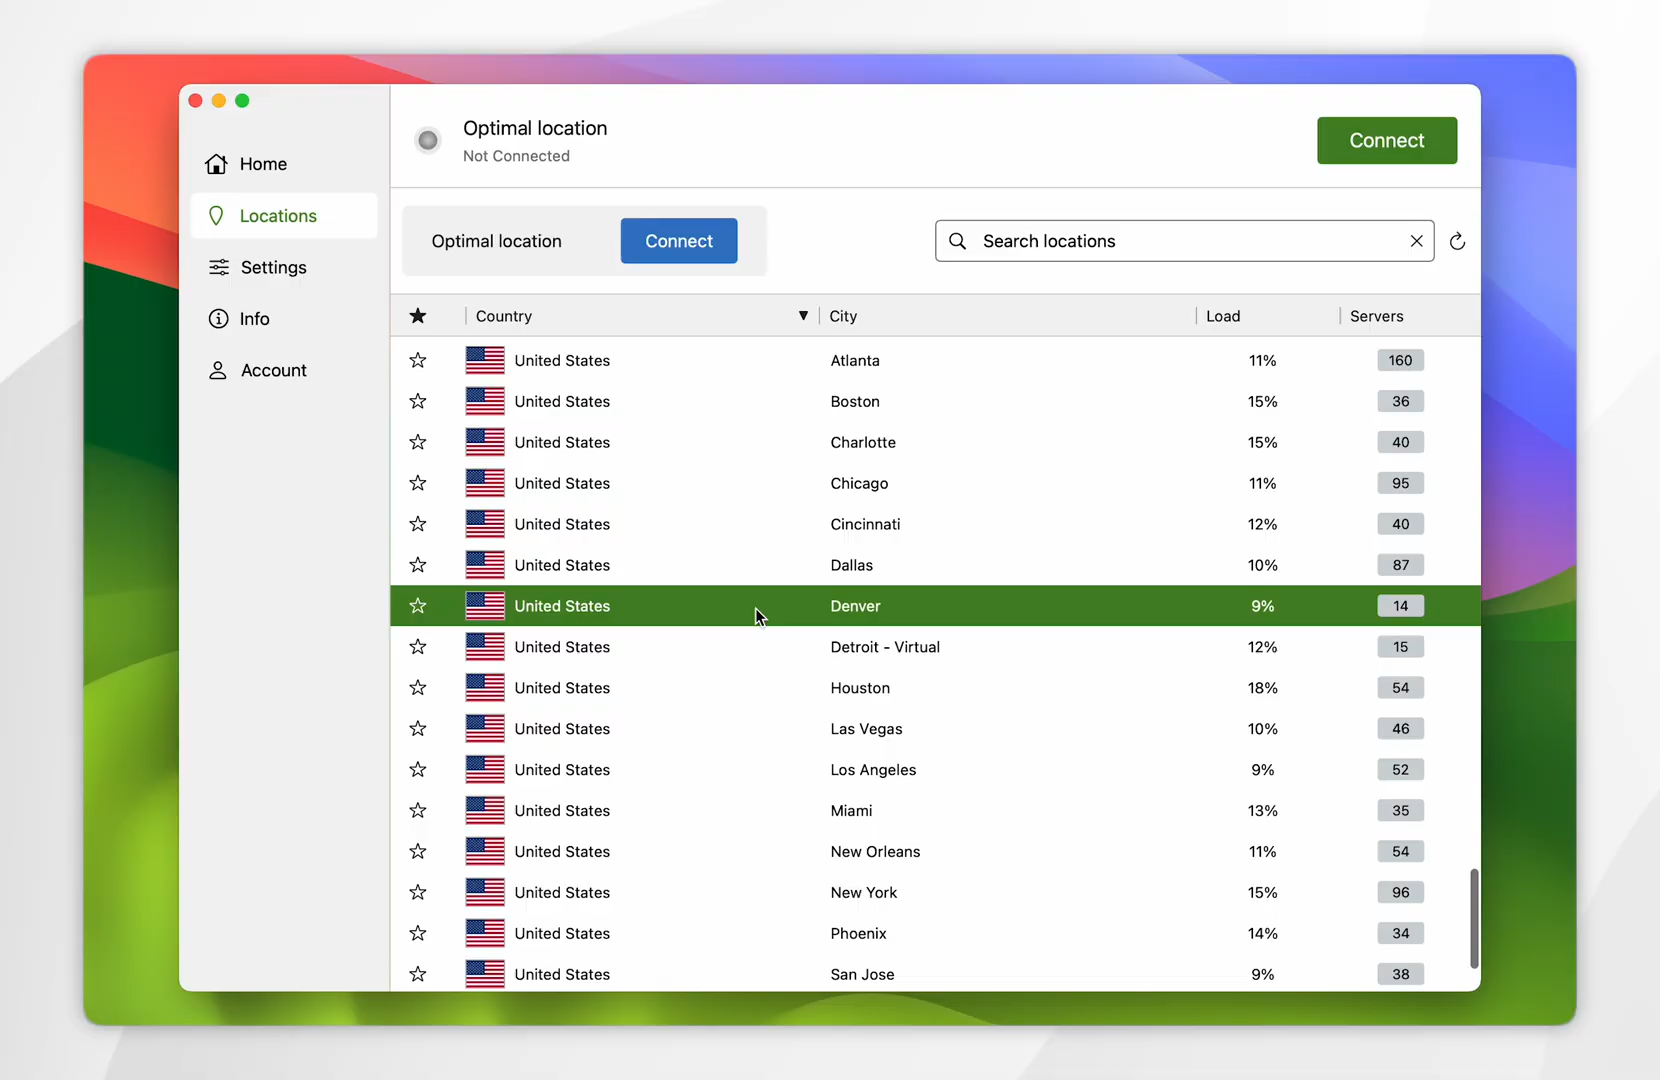 Optimal location
Not Connected
Connect
Home
Locations
Settings
Info
Account
Optimal location Connect Search locations
Country City Load Servers
United States Atlanta 11% 160
United States Boston 15% 36
United States Charlotte 15% 40
United States Chicago 11% 95
United States Cincinnati 12% 40
United States Dallas 10% 87
United States Denver 9% 14
United States Detroit - Virtual 12% 15
United States Houston 18% 54
United States Las Vegas 10% 46
United States Los Angeles 9% 52
United States Miami 13% 35
United States New Orleans 11% 54
United States New York 15% 96
United States Phoenix 14% 34
United States San Jose 9% 38